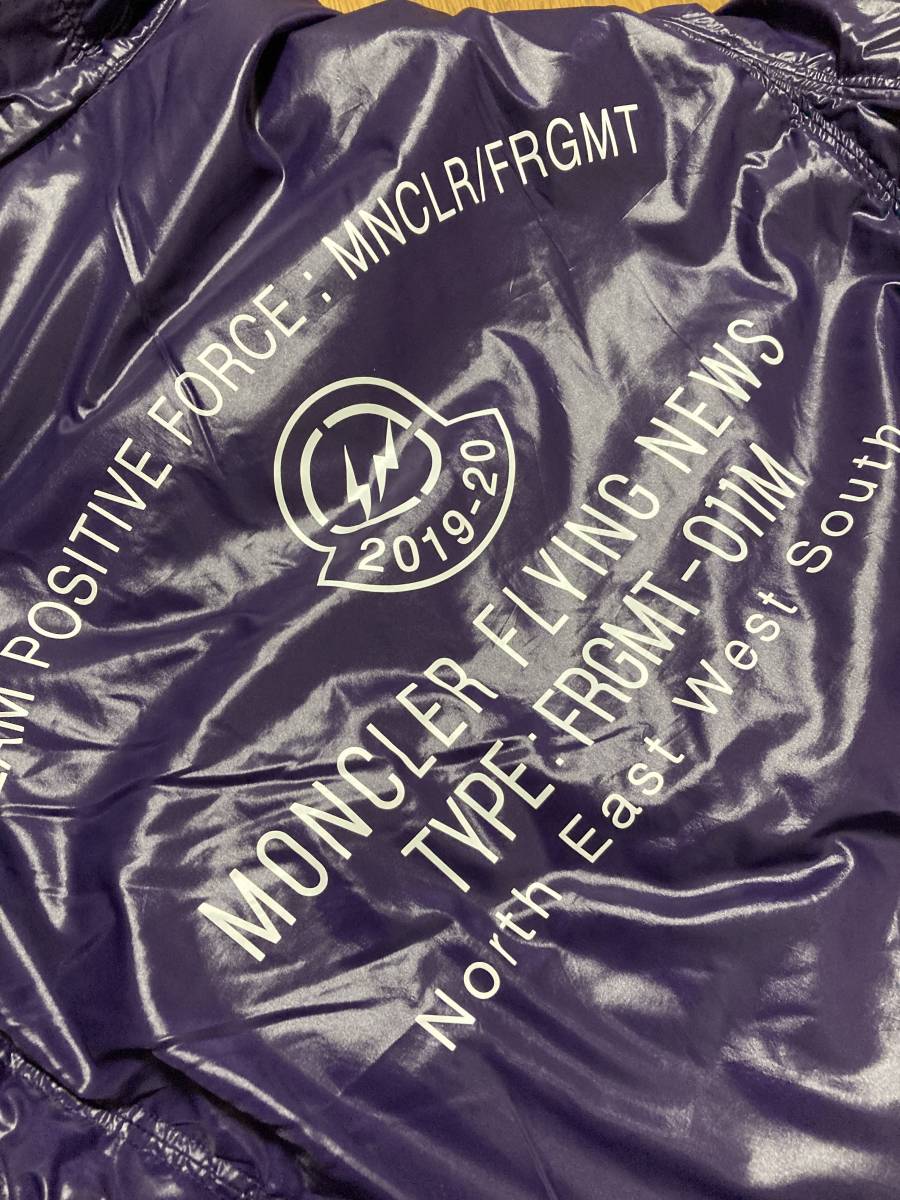 POSITIVE FORCE : MNCLR/FRGMT
2019-20
MONCLER FLYING NEWS
TYPE : FRGMT-011M
North East West South